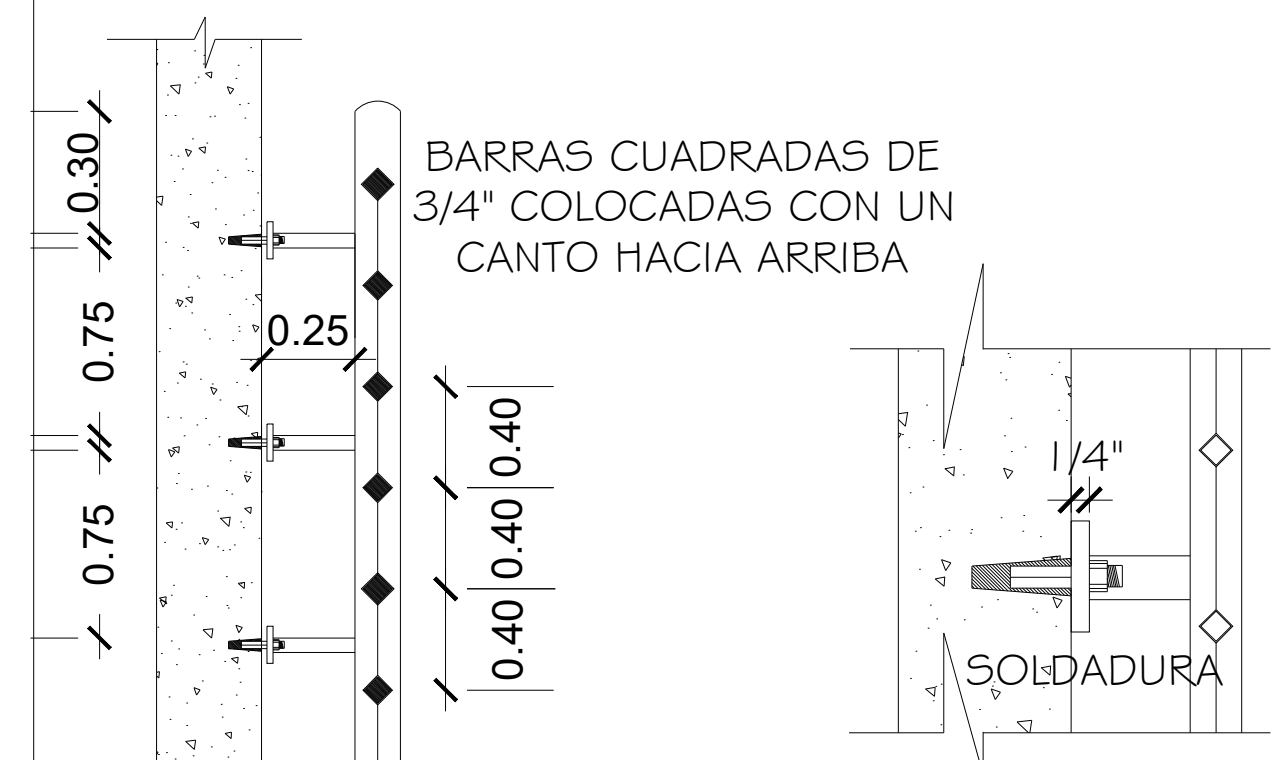 0.30
0.75
0.75
0.25
BARRAS CUADRADAS DE
3/4" COLOCADAS CON UN
CANTO HACIA ARRIBA
0.40
0.40
0.40
1/4"
SOLDADURA